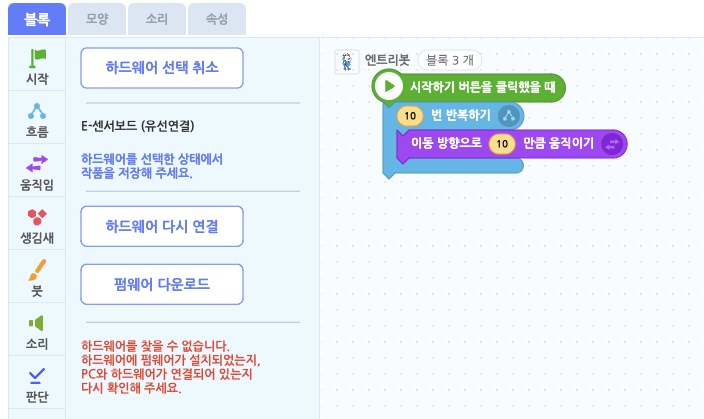 블록 모양 소리 속성
시작
흐름
움직임
생김새
붓
소리
판단
하드웨어 선택 취소
E-센서보드 (유선연결)
하드웨어를 선택한 상태에서
작품을 저장해 주세요.
하드웨어 다시 연결
펌웨어 다운로드
하드웨어를 찾을 수 없습니다.
하드웨어에 펌웨어가 설치되었는지,
PC와 하드웨어가 연결되어 있는지
다시 확인해 주세요.
엔트리봇 블록 3 개
시작하기 버튼을 클릭했을 때
10 번 반복하기
이동 방향으로 10 만큼 움직이기